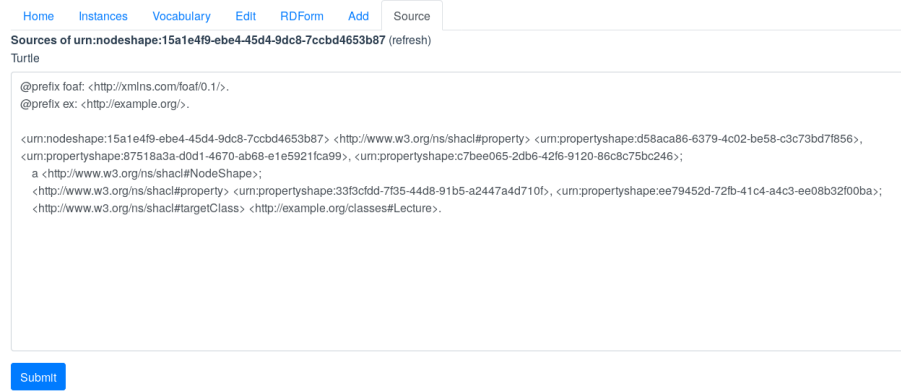 Home Instances Vocabulary Edit RDForm Add Source
Sources of urn:nodeshape:15a1e4f9-ebe4-45d4-9dc8-7ccbd4653b87 (refresh)
Turtle
@prefix foaf: <http://xmlns.com/foaf/0.1/>.
@prefix ex: <http://example.org/>.
<urn:nodeshape:15a1e4f9-ebe4-45d4-9dc8-7ccbd4653b87> <http://www.w3.org/ns/shacl#property> <urn:propertyshape:d58aca86-6379-4c02-be58-c3c73bd7f856>,
<urn:propertyshape:87518a3a-d0d1-4670-ab68-e1e5921fca99>, <urn:propertyshape:c7bee065-2db6-42f6-9120-86c8c75bc246>;
a <http://www.w3.org/ns/shacl#NodeShape>;
<http://www.w3.org/ns/shacl#property> <urn:propertyshape:33f3cfdd-7f35-44d8-91b5-a2447a4d710f>, <urn:propertyshape:ee79452d-72fb-41c4-a4c3-ee08b32f00ba>;
<http://www.w3.org/ns/shacl#targetClass> <http://example.org/classes#Lecture>.
Submit